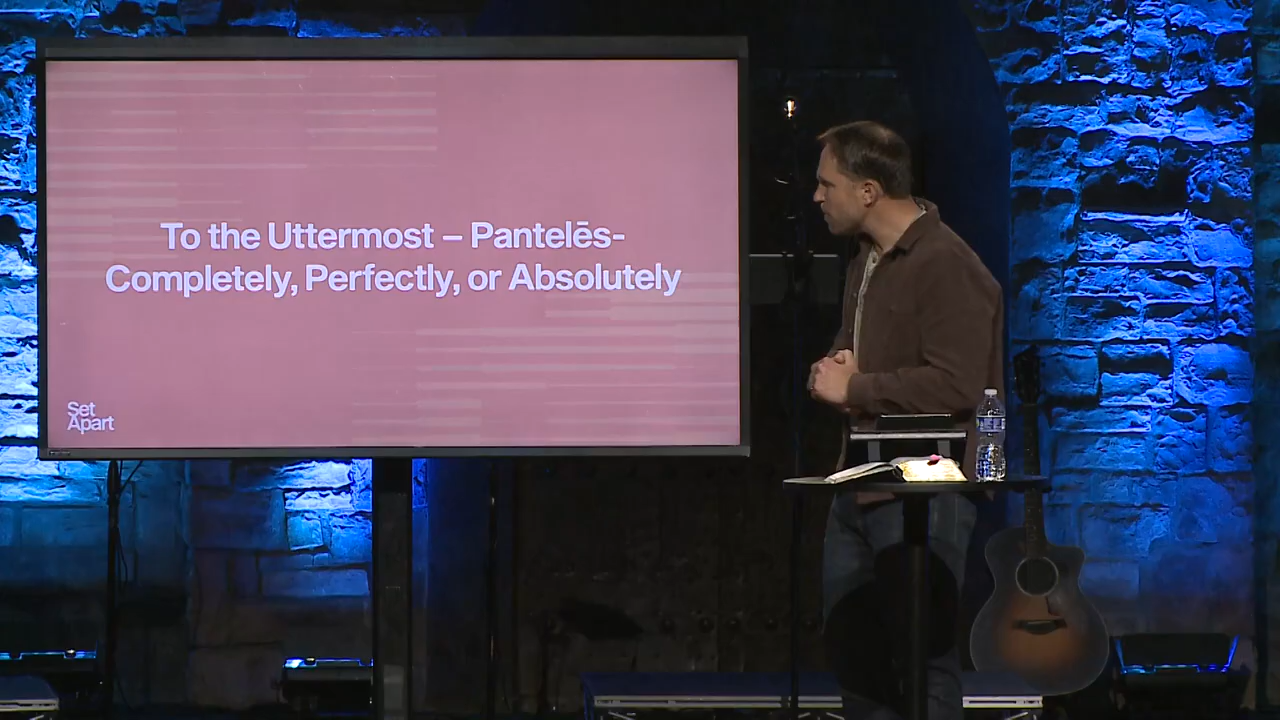 To the Uttermost – Pantelēs-
Completely, Perfectly, or Absolutely
Set
Apart